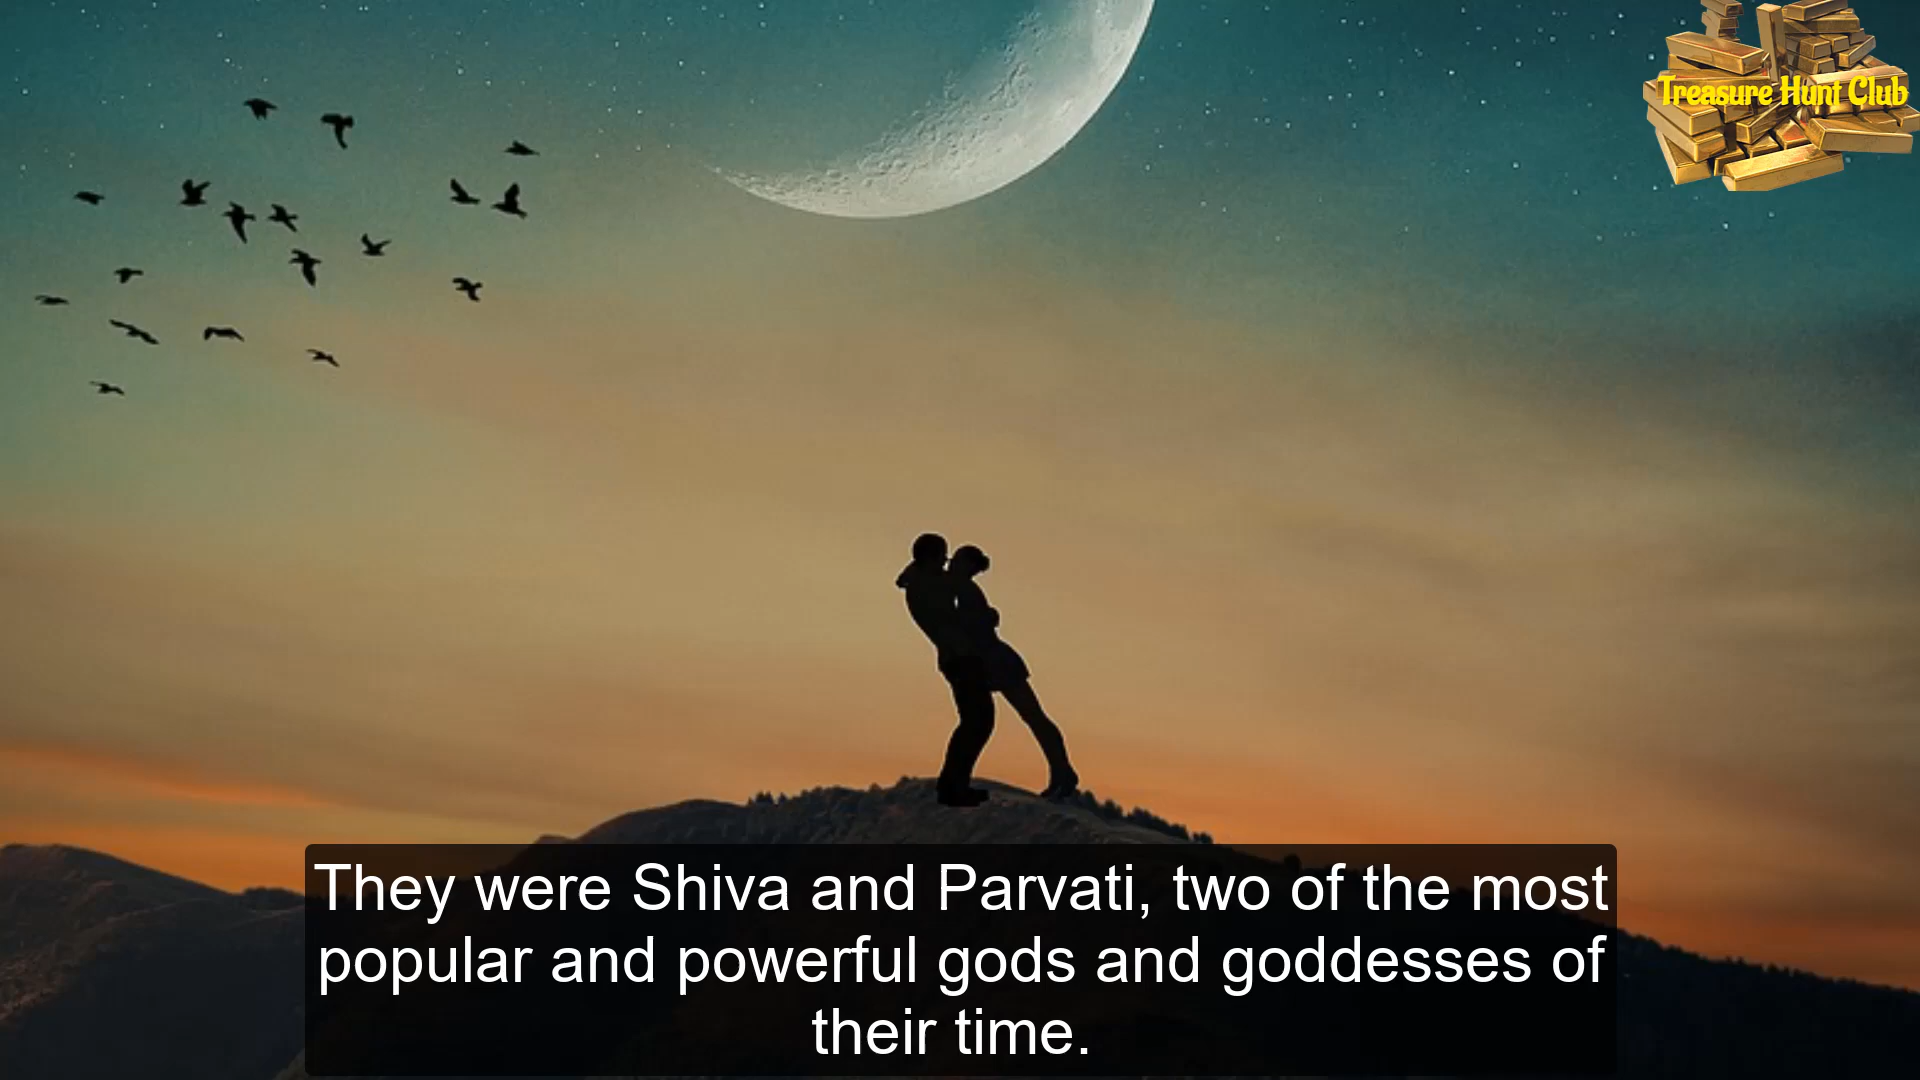 Treasure Hunt Club
They were Shiva and Parvati, two of the most
popular and powerful gods and goddesses of
their time.